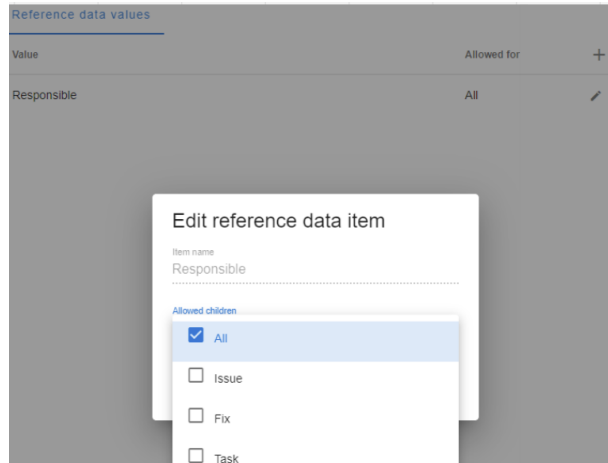 Reference data values
Value Allowed for
Responsible All
Edit reference data item
Item name
Responsible
Allowed children
All
Issue
Fix
Task